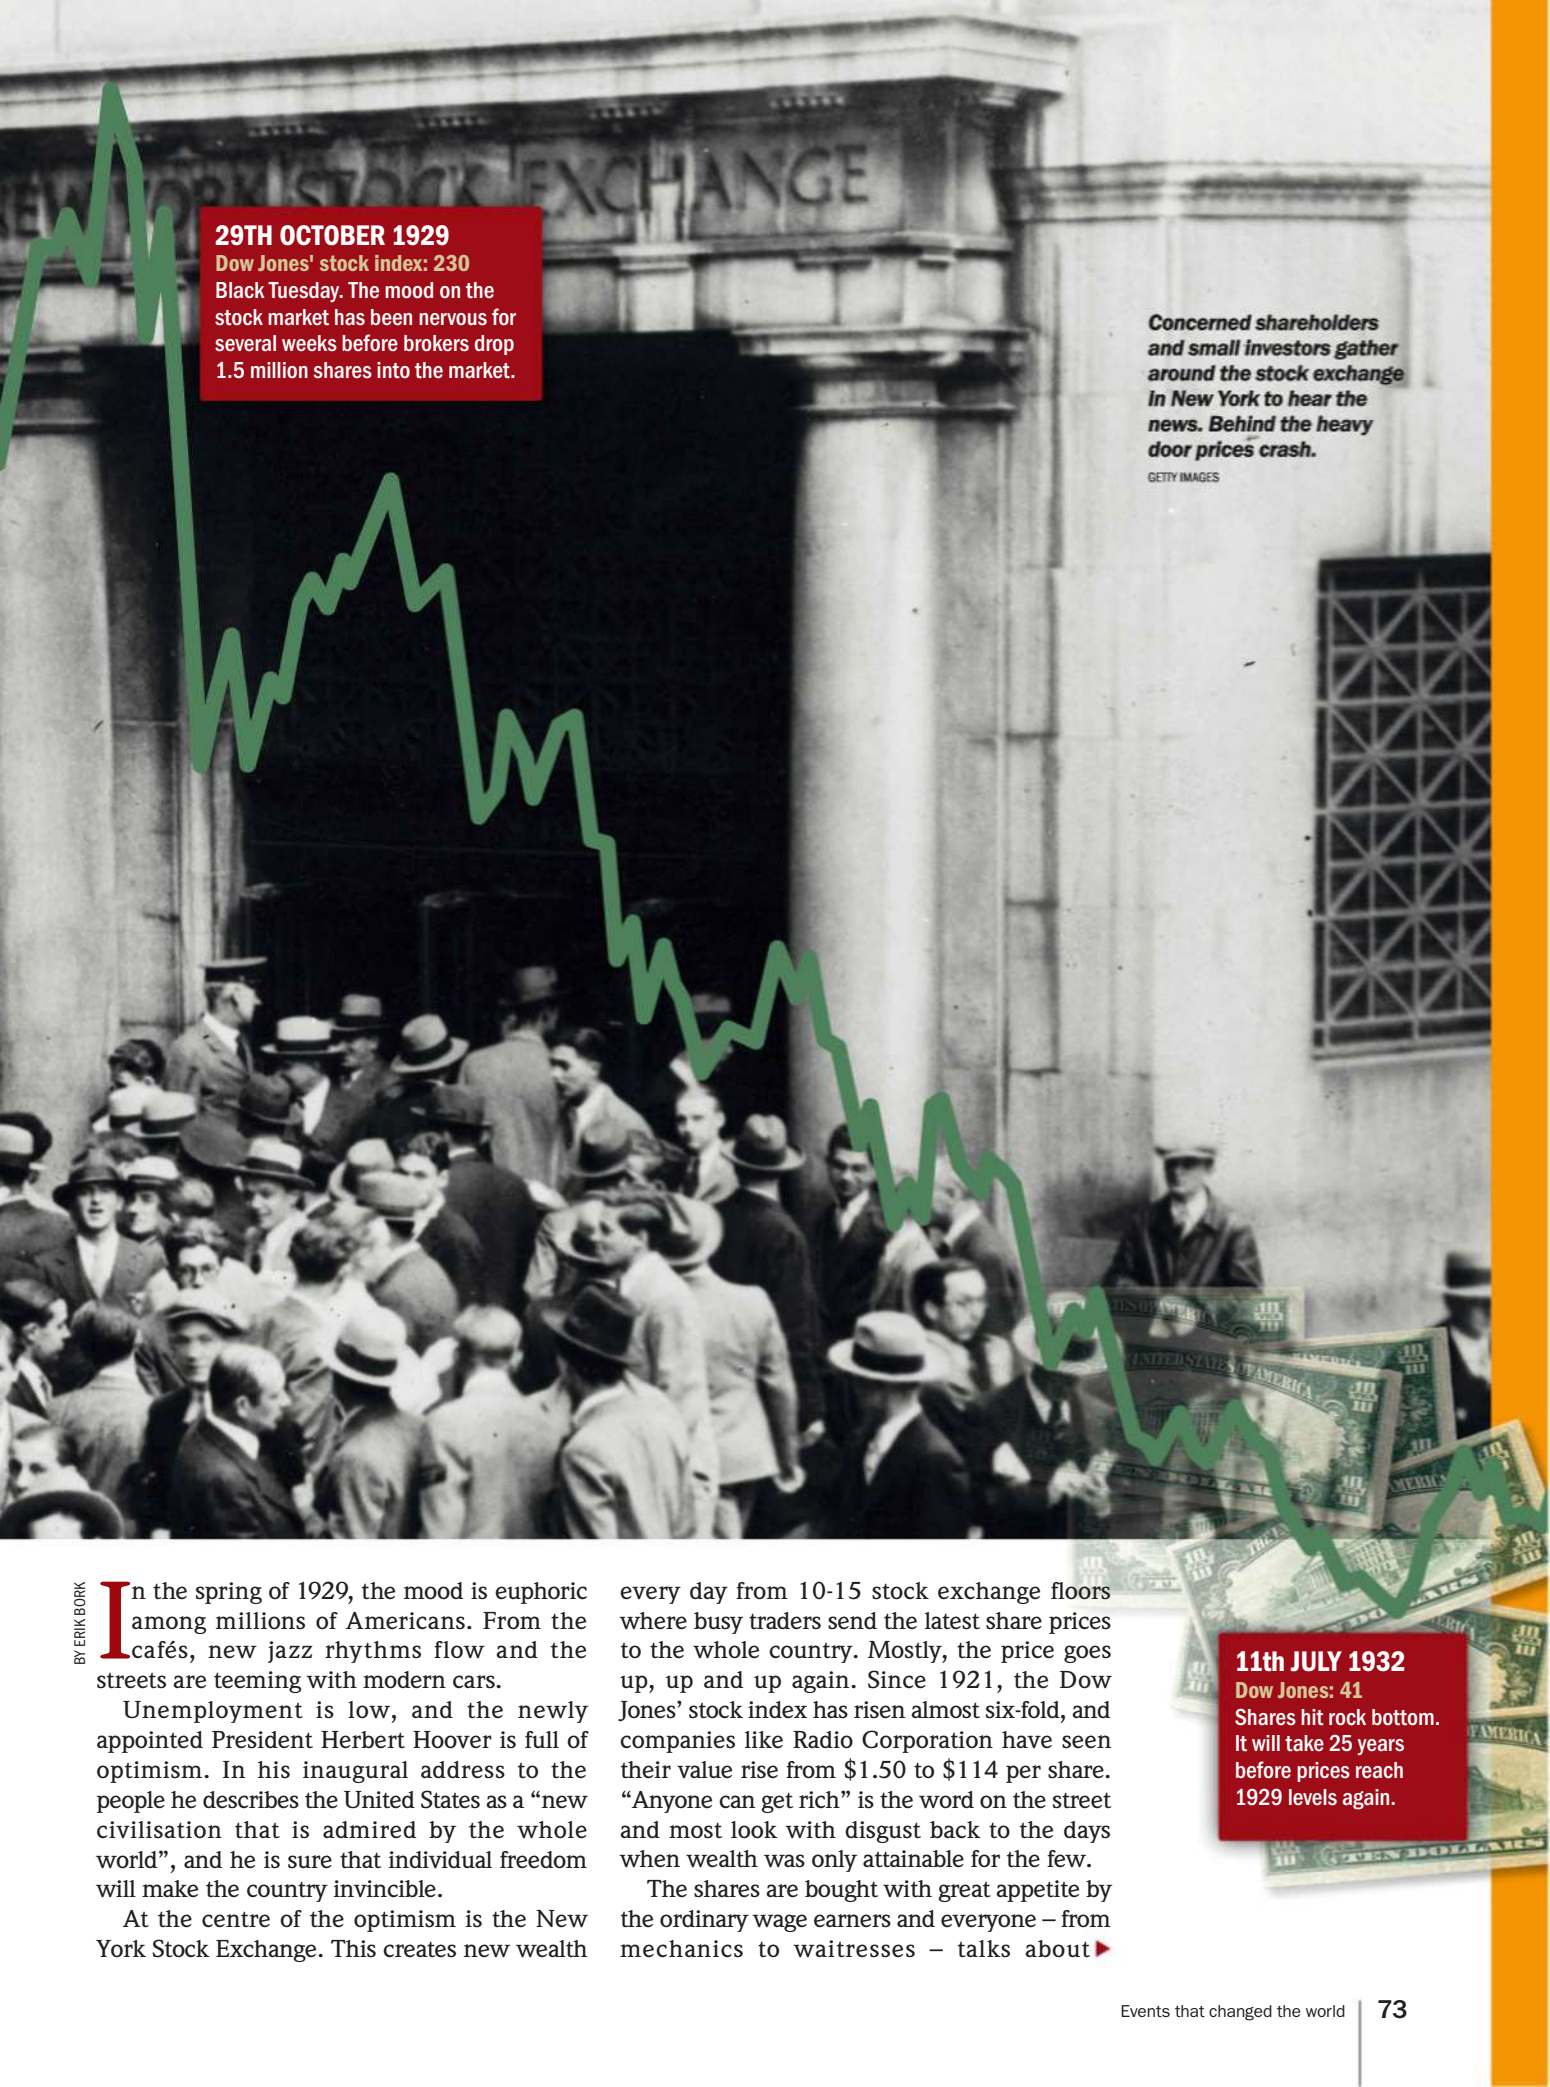 NEW YORK STOCK EXCHANGE
29TH OCTOBER 1929
Dow Jones' stock index: 230
Black Tuesday. The mood on the
stock market has been nervous for
several weeks before brokers drop
1.5 million shares into the market.
Concerned shareholders
and small investors gather
around the stock exchange
in New York to hear the
news. Behind the heavy
door prices crash.
GETTY IMAGES
UNITED STATES OF AMERICA
TEN DOLLARS
BY ERIK BORK
In the spring of 1929, the mood is euphoric
among millions of Americans. From the
cafés, new jazz rhythms flow and the
streets are teeming with modern cars.
Unemployment is low, and the newly
appointed President Herbert Hoover is full of
optimism. In his inaugural address to the
people he describes the United States as a “new
civilisation that is admired by the whole
world”, and he is sure that individual freedom
will make the country invincible.
At the centre of the optimism is the New
York Stock Exchange. This creates new wealth
every day from 10-15 stock exchange floors
where busy traders send the latest share prices
to the whole country. Mostly, the price goes
up, up and up again. Since 1921, the Dow
Jones’ stock index has risen almost six-fold, and
companies like Radio Corporation have seen
their value rise from $1.50 to $114 per share.
“Anyone can get rich” is the word on the street
and most look with disgust back to the days
when wealth was only attainable for the few.
The shares are bought with great appetite by
the ordinary wage earners and everyone – from
mechanics to waitresses – talks about
11th JULY 1932
Dow Jones: 41
Shares hit rock bottom.
It will take 25 years
before prices reach
1929 levels again.
TEN DOLLARS
Events that changed the world
73